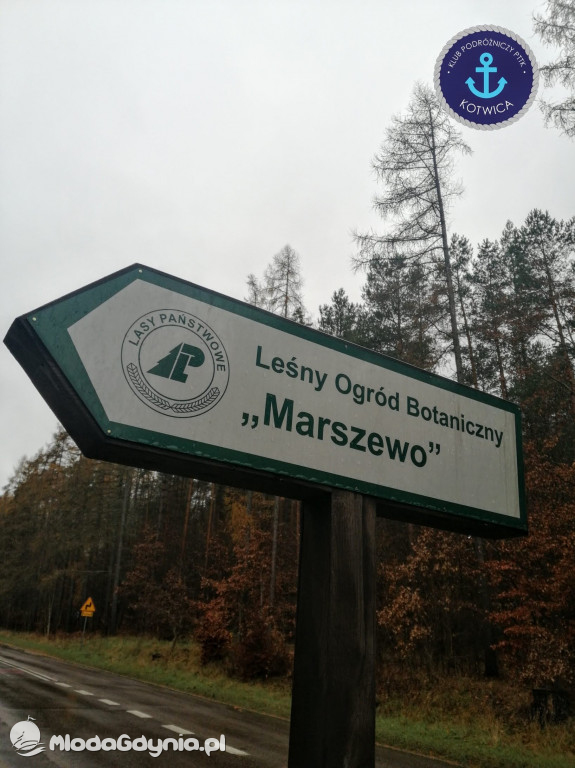 KLUB PODRÓŻNICZY PTTK
KOTWICA
LASY PAŃSTWOWE
Leśny Ogród Botaniczny
„Marszewo”
MlodaGdynia.pl